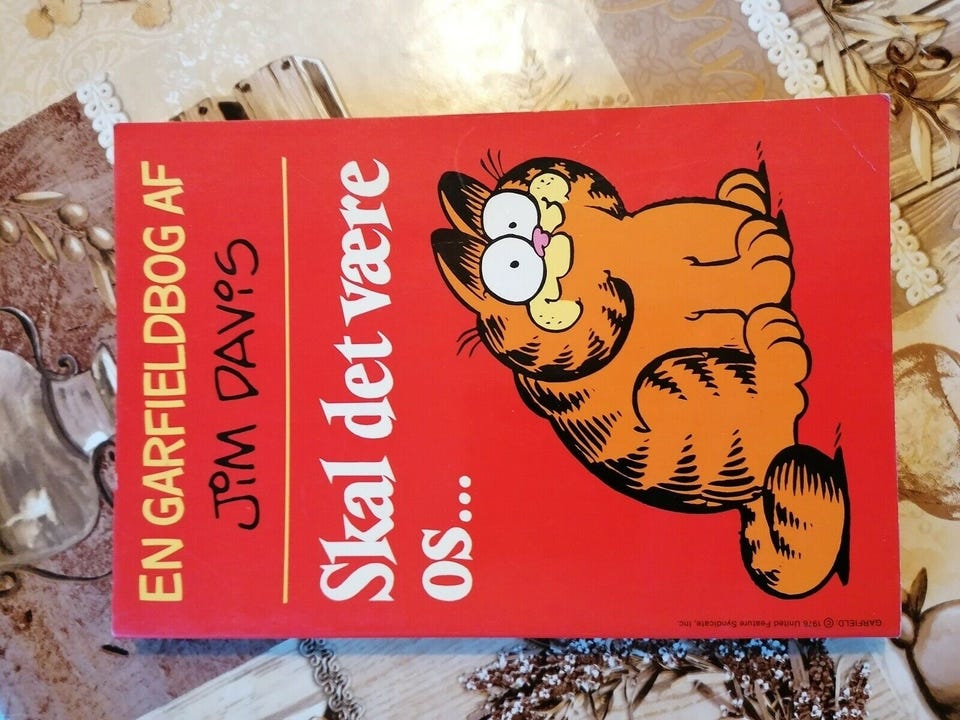 EN GARFIELDBOG AF
JIM DAVIS
Skal det være
os...
GARFIELD: © 1978 United Feature Syndicate, Inc.